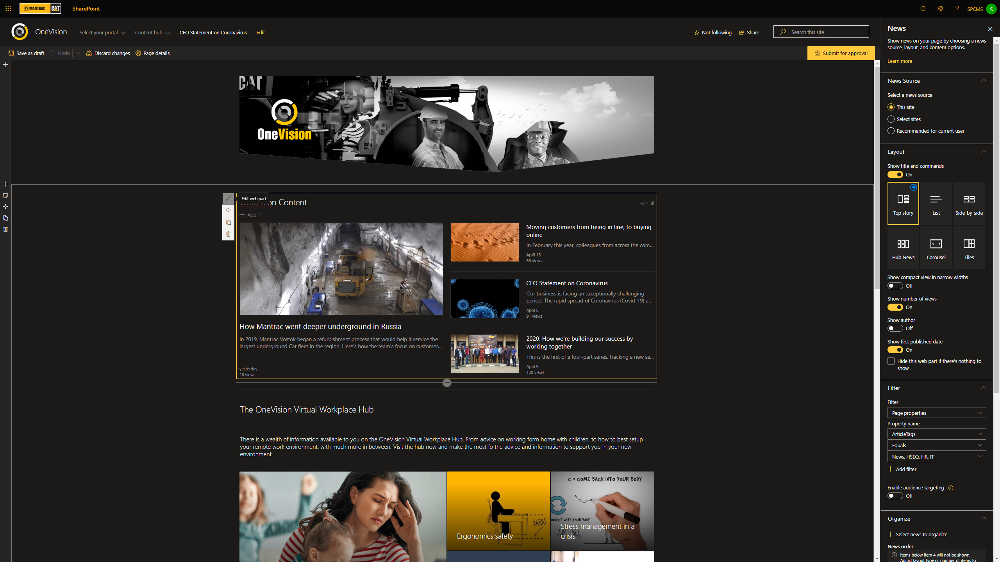 MANTRAC CAT
SharePoint
SPCMS
S
OneVision
Select your portal
Content hub
CEO Statement on Coronavirus
Edit
Not following
Share
Search this site
Save as draft
Undo
Discard changes
Page details
Submit for approval
CAT
OneVision
Edit web part
OneVision Content
See all
Add
How Mantrac went deeper underground in Russia
In 2019, Mantrac Vostok began a refurbishment process that would help it service the
largest underground Cat fleet in the region. Here's how the team's focus on customer...
yesterday
18 views
Moving customers from being in line, to buying
online
In February this year, colleagues from across the com...
April 15
68 views
CEO Statement on Coronavirus
Our business is facing an exceptionally challenging
period. The rapid spread of Coronavirus (Covid-19) a...
April 6
91 views
2020: How we're building our success by
working together
This is the first of a four-part series, tracking a new se...
April 9
120 views
The OneVision Virtual Workplace Hub
There is a wealth of information available to you on the OneVision Virtual Workplace Hub. From advice on working form home with children, to how to best setup
your remote work environment, with much more in between. Visit the hub now and make the most fo the advice and information to support you in your new
environment.
PARAL
Ergonomics safety
C = COME BACK INTO YOUR BODY
ONNECT WITH YOUR BODY
Stress management in a
crisis
News
Show news on your page by choosing a news
source, layout, and content options.
Learn more
News Source
Select a news source
This site
Select sites
Recommended for current user
Layout
Show title and commands
On
Top story
List
Side-by-side
Hub News
Carousel
Tiles
Show compact view in narrow widths
Off
Show number of views
On
Show author
Off
Show first published date
On
Hide this web part if there's nothing to
show
Filter
Filter
Page properties
Property name
ArticleTags
Equals
News, HSEQ, HR, IT
Add filter
Enable audience targeting
Off
Organize
Select news to organize
News order
Items below item 4 will not be shown.
Adjust layout type or number of items to